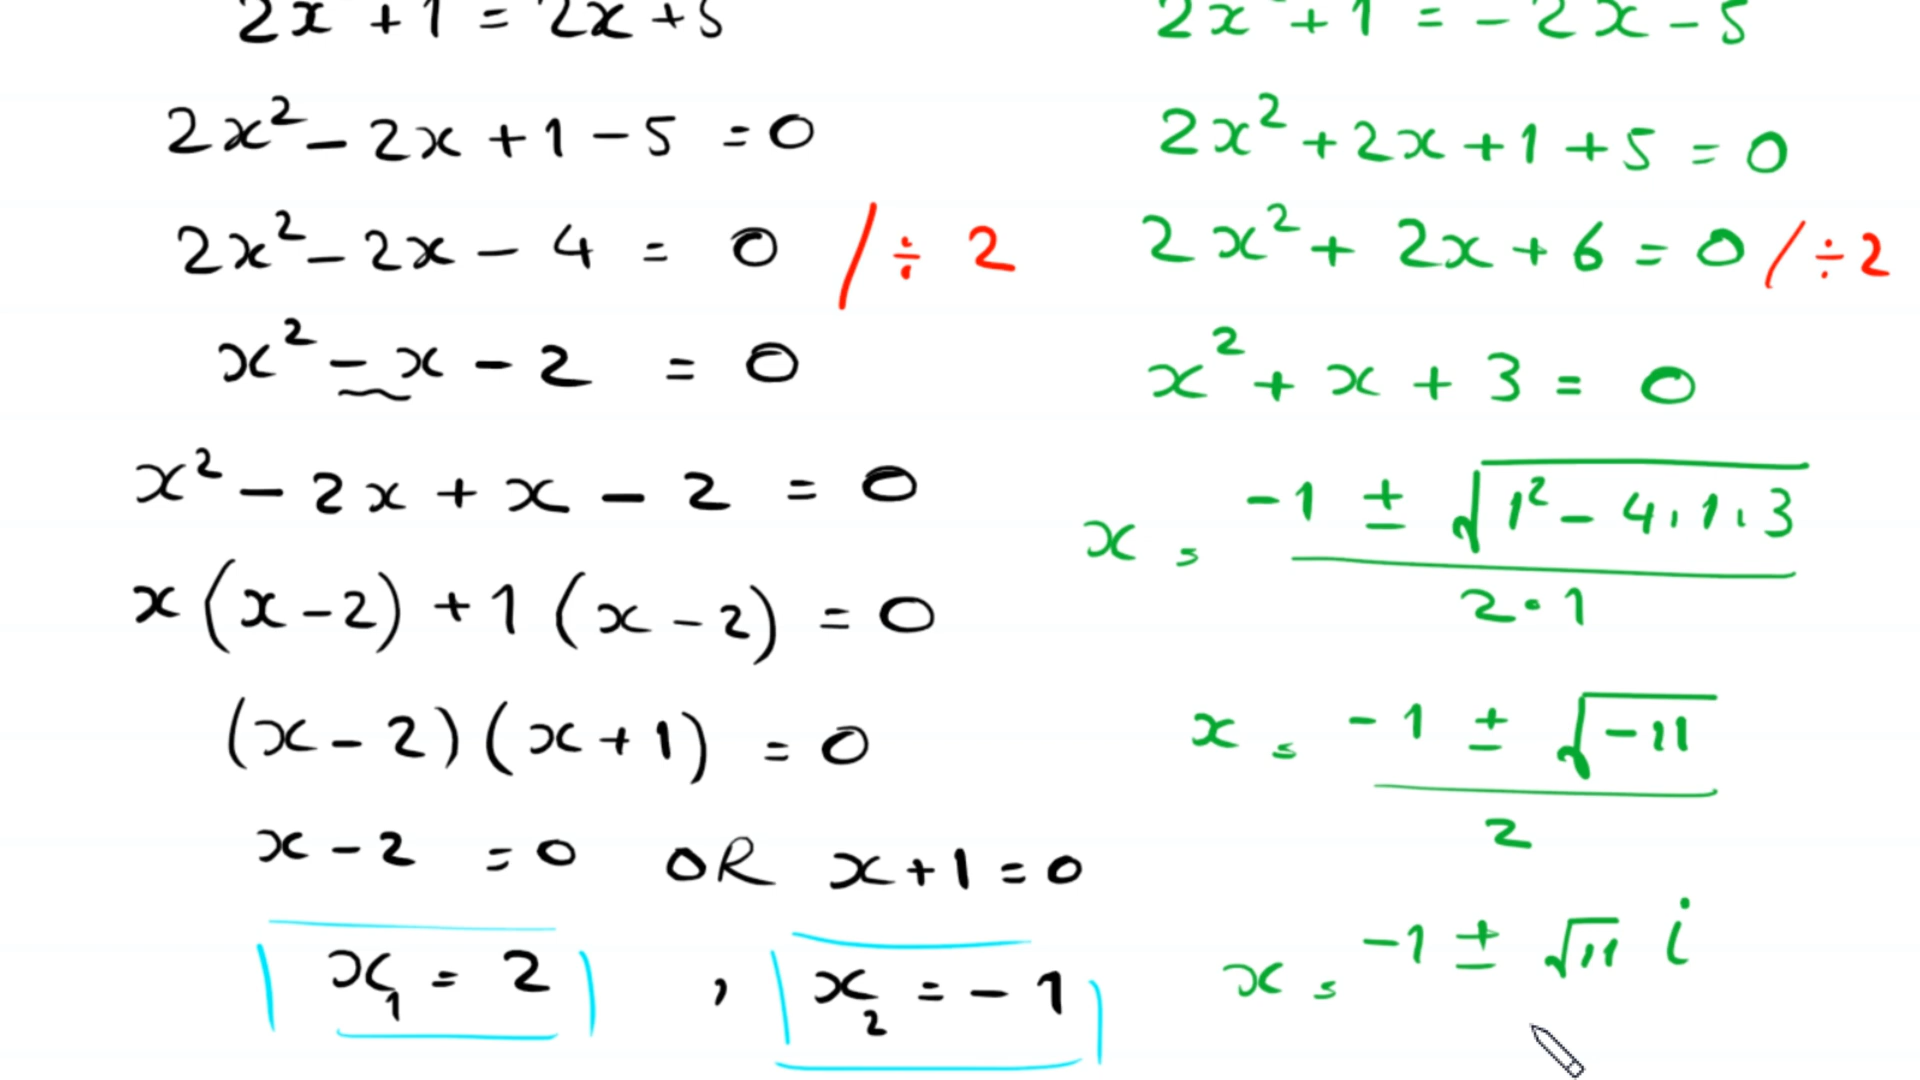 2x² + 1 = 2x + 5
2x² - 2x + 1 - 5 = 0
2x² - 2x - 4 = 0 / ÷ 2
x² - x - 2 = 0
x² - 2x + x - 2 = 0
x(x-2) + 1(x-2) = 0
(x-2)(x+1) = 0
x - 2 = 0 OR x + 1 = 0
x₁ = 2 , x₂ = -1
2x² + 1 = -2x - 5
2x² + 2x + 1 + 5 = 0
2x² + 2x + 6 = 0 / ÷ 2
x² + x + 3 = 0
x = (-1 ± √(1² - 4·1·3)) / (2·1)
x = (-1 ± √(-11)) / 2
x = -1 ± √11 i